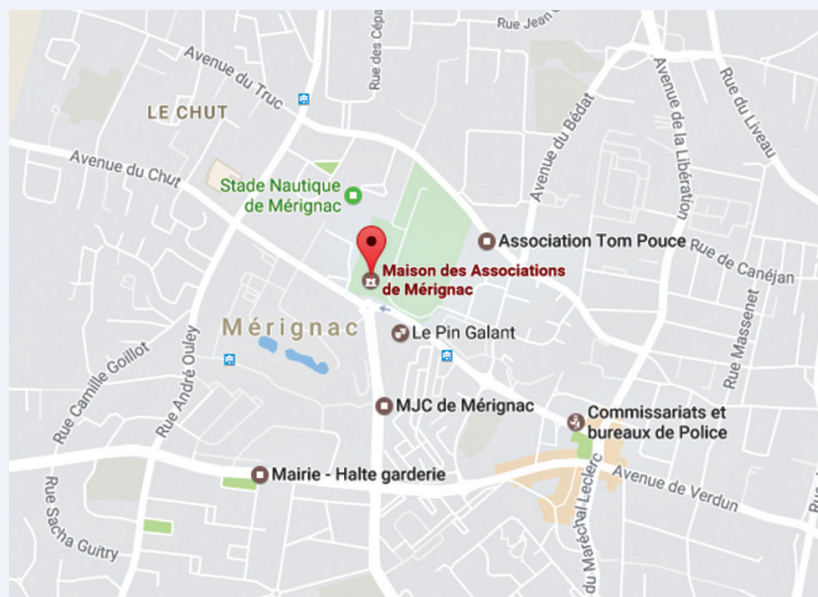 Rue Jean
Avenue du Truc
Rue des Cépa
LE CHUT
Avenue du Chut
Stade Nautique
de Mérignac
Avenue du Bédat
Avenue de la Libération
Rue du Liveau
Association Tom Pouce
Rue de Canéjan
Maison des Associations
de Mérignac
Mérignac
Le Pin Galant
Rue Massenet
Rue Camille Goillot
Rue André Ouley
MJC de Mérignac
Commissariats et
bureaux de Police
Mairie - Halte garderie
Avenue de Verdun
Rue Sacha Guitry
du Maréchal Leclerc